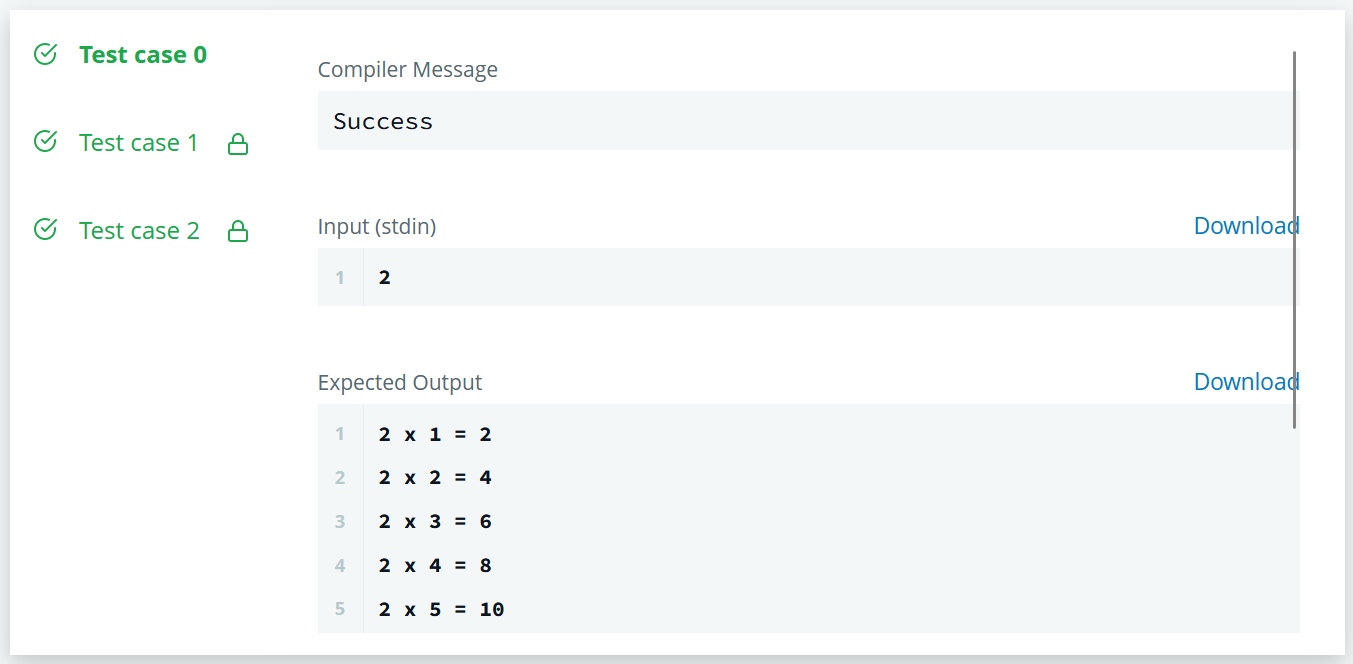 Test case 0
Test case 1
Test case 2
Compiler Message
Success
Input (stdin)
Download
1 2
Expected Output
Download
1 2 x 1 = 2
2 2 x 2 = 4
3 2 x 3 = 6
4 2 x 4 = 8
5 2 x 5 = 10